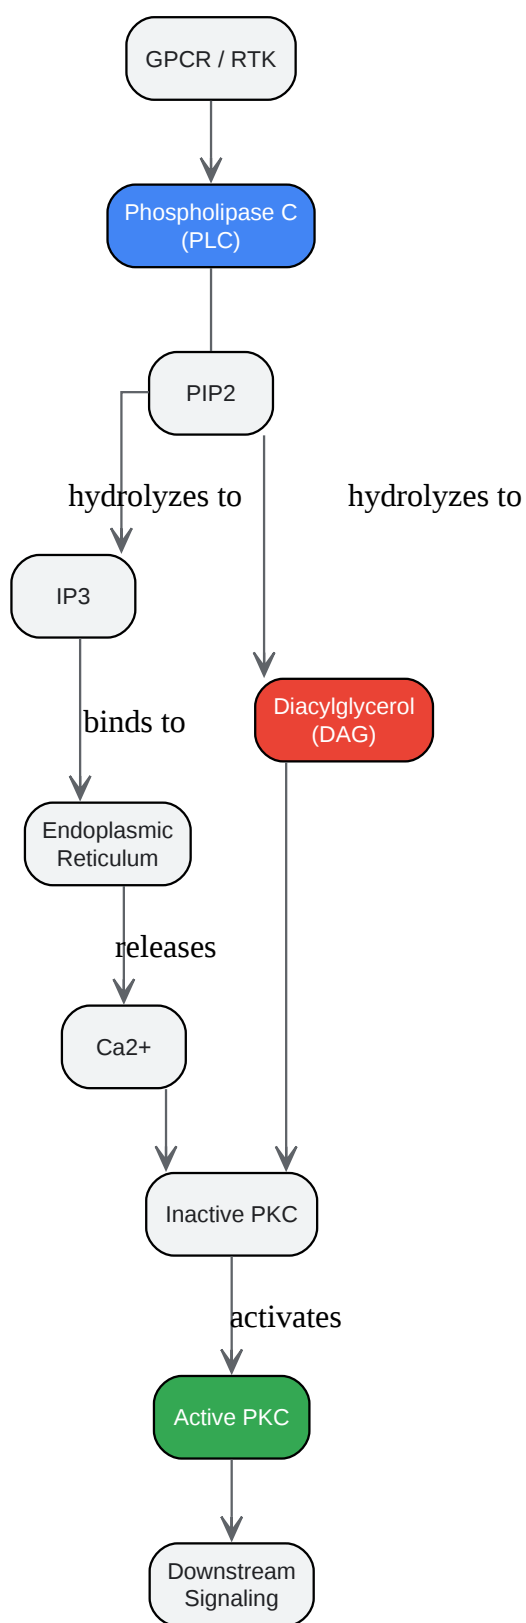 GPCR / RTK
Phospholipase C
(PLC)
PIP2
hydrolyzes to
hydrolyzes to
IP3
Diacylglycerol
(DAG)
binds to
Endoplasmic
Reticulum
releases
Ca2+
Inactive PKC
activates
Active PKC
Downstream
Signaling